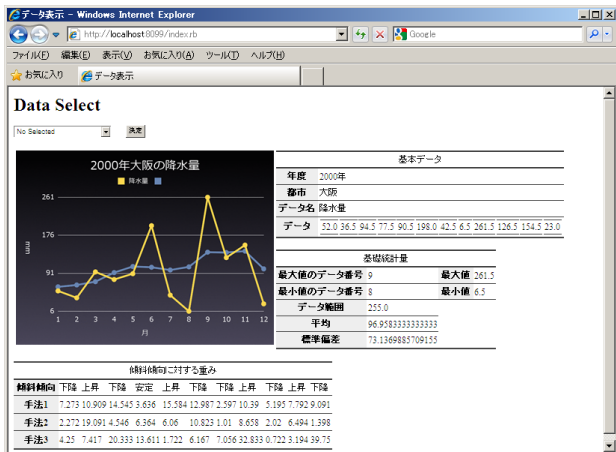 データ表示 - Windows Internet Explorer
http://localhost:8099/index.rb
Google
ファイル(F) 編集(E) 表示(V) お気に入り(A) ツール(T) ヘルプ(H)
お気に入り データ表示
Data Select
No Selected 決定
2000年大阪の降水量
降水量
261
176
91
6
mm
1 2 3 4 5 6 7 8 9 10 11 12
月
基本データ
年度 2000年
都市 大阪
データ名 降水量
データ 52.0 36.5 94.5 77.5 90.5 198.0 42.5 6.5 261.5 126.5 154.5 23.0
基礎統計量
最大値のデータ番号 9 最大値 261.5
最小値のデータ番号 8 最小値 6.5
データ範囲 255.0
平均 96.9583333333333
標準偏差 73.1369885709155
傾斜傾向に対する重み
傾斜傾向 下降 上昇 下降 安定 上昇 下降 下降 上昇 下降 上昇 下降
手法1 7.273 10.909 14.545 3.636 15.584 12.987 2.597 10.39 5.195 7.792 9.091
手法2 2.272 19.091 4.546 6.364 6.06 10.823 1.01 8.658 2.02 6.494 1.398
手法3 4.25 7.417 20.333 13.611 1.722 6.167 7.056 32.833 0.722 3.194 39.75